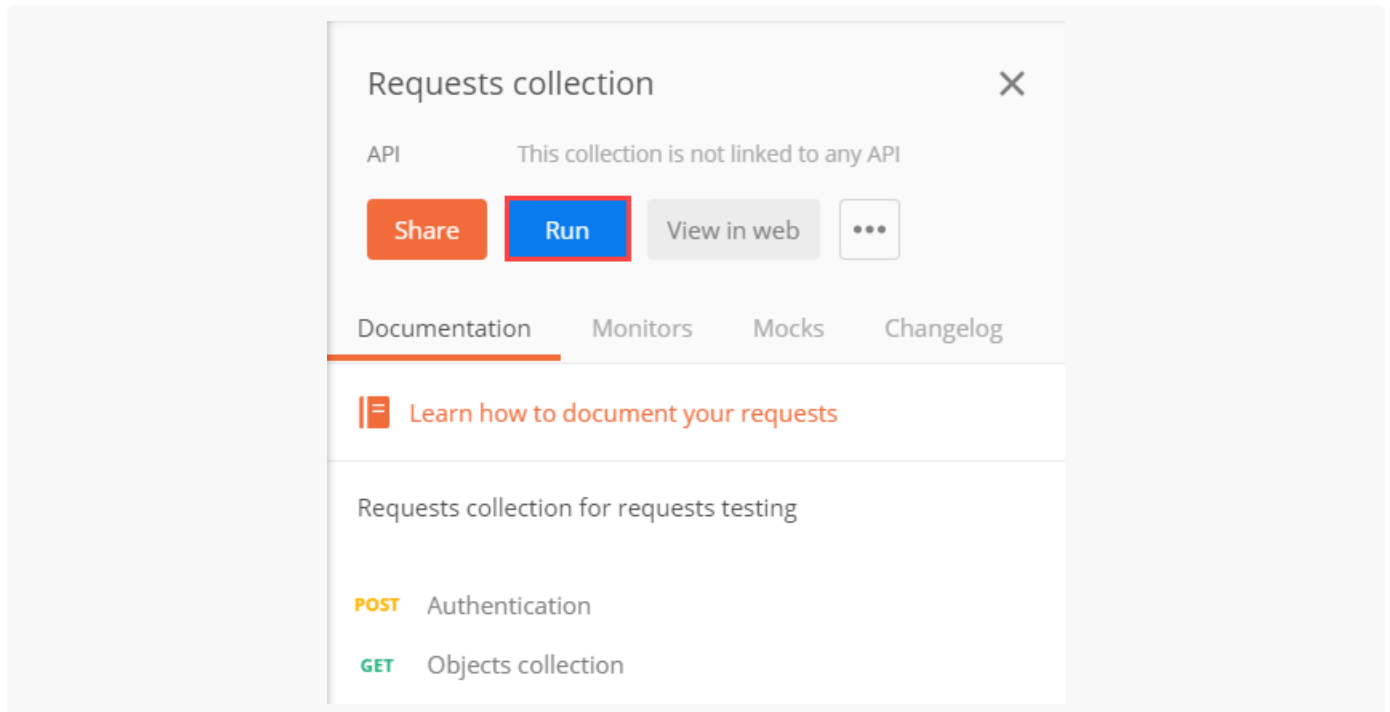 Requests collection
API This collection is not linked to any API
Share Run View in web •••
Documentation Monitors Mocks Changelog
Learn how to document your requests
Requests collection for requests testing
POST Authentication
GET Objects collection